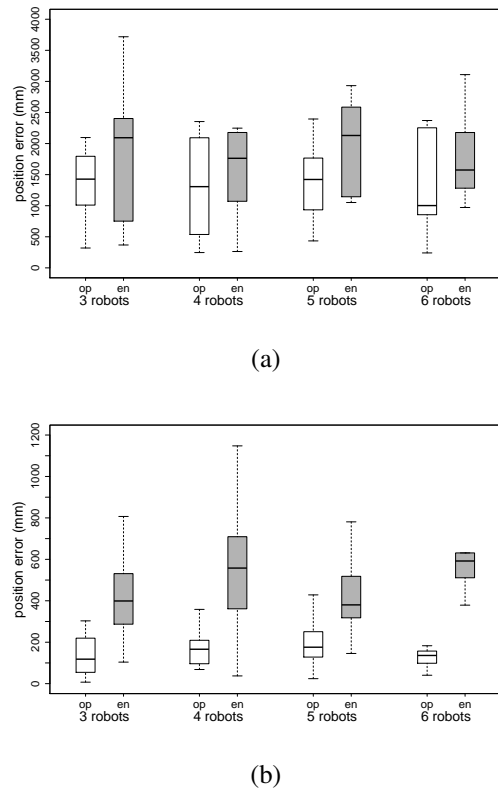 position error (mm)
0 500 1000 1500 2000 2500 3000 3500 4000
op en op en op en op en
3 robots 4 robots 5 robots 6 robots
(a)
position error (mm)
0 200 400 600 800 1000 1200
op en op en op en op en
3 robots 4 robots 5 robots 6 robots
(b)